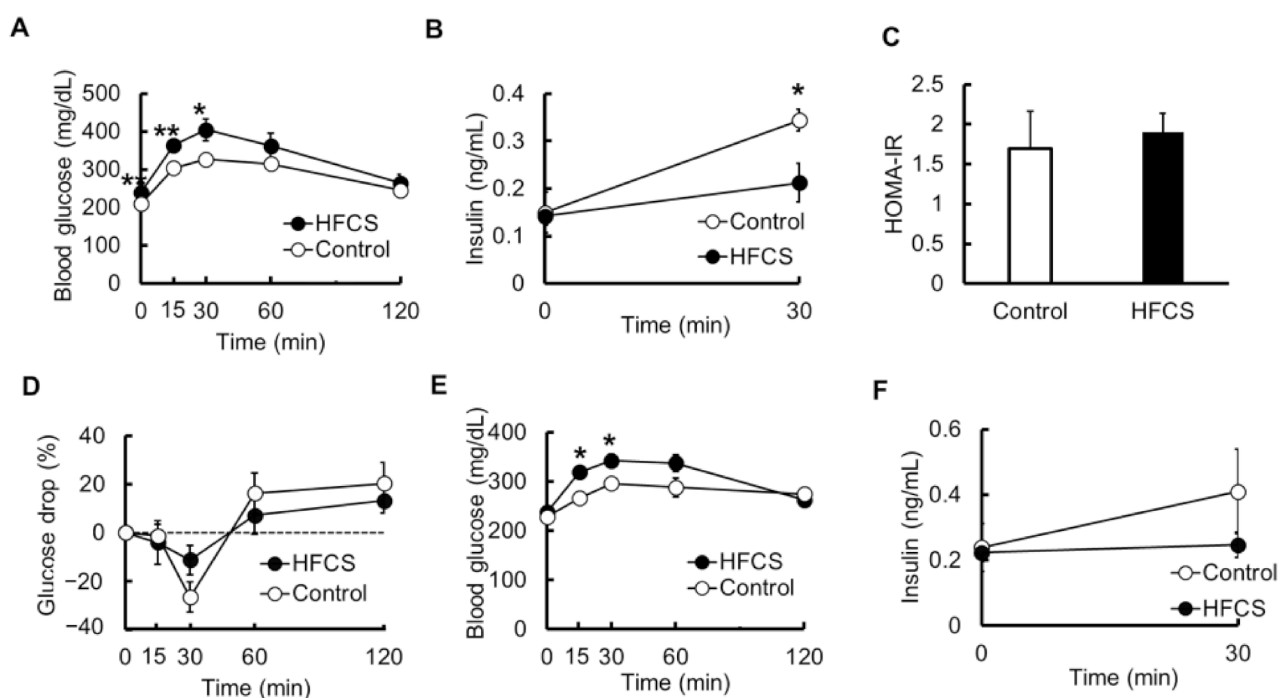 A
Blood glucose (mg/dL)
500
400
300
200
100
0
**
**
*
HFCS
Control
0 15 30 60 120
Time (min)
B
Insulin (ng/mL)
0.4
0.3
0.2
0.1
0
*
Control
HFCS
0 30
Time (min)
C
HOMA-IR
2.5
2
1.5
1
0.5
0
Control HFCS
D
Glucose drop (%)
40
20
0
−20
−40
HFCS
Control
0 15 30 60 120
Time (min)
E
Blood glucose (mg/dL)
400
300
200
100
0
*
*
HFCS
Control
0 15 30 60 120
Time (min)
F
Insulin (ng/mL)
0.6
0.4
0.2
0
Control
HFCS
0 30
Time (min)